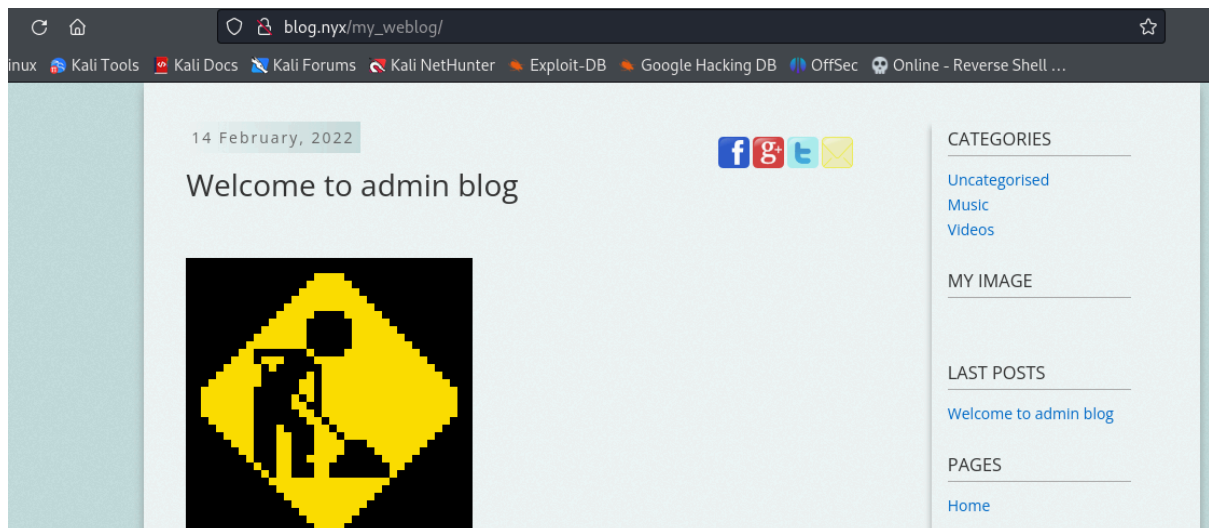 blog.nyx/my_weblog/
inux Kali Tools Kali Docs Kali Forums Kali NetHunter Exploit-DB Google Hacking DB OffSec Online - Reverse Shell ...
14 February, 2022
f g+ t
Welcome to admin blog
CATEGORIES
Uncategorised
Music
Videos
MY IMAGE
LAST POSTS
Welcome to admin blog
PAGES
Home